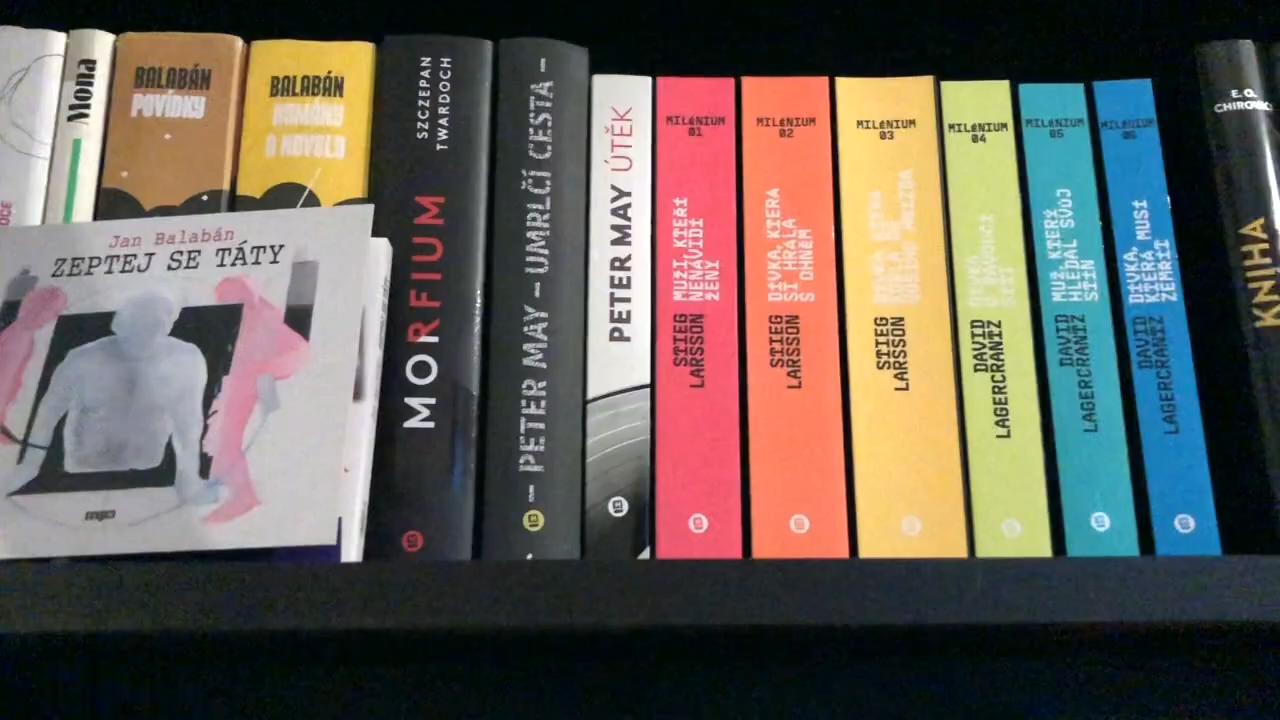 OCE
Mona
BALABÁN
POVÍDKY
BALABÁN
ROMÁNY
A NOVELA
Jan Balabán
ZEPTEJ SE TÁTY
SZCZEPAN
TWARDOCH
MORFIUM
PETER MAY – UMRLČÍ CESTA –
PETER MAY ÚTĚK
MILéNIUM
01
MUŽI, KTEŘÍ
NENÁVIDÍ
ŽENY
STIEG
LARSSON
MILéNIUM
02
DÍVKA, KTERÁ
SI HRÁLA
S OHNĚM
STIEG
LARSSON
MILéNIUM
03
STIEG
LARSSON
MILéNIUM
04
DAVID
LAGERCRANTZ
MILéNIUM
05
MUŽ, KTERÝ
HLEDAL SVŮJ
STÍN
DAVID
LAGERCRANTZ
MILéNIUM
06
DÍVKA,
KTERÁ MUSÍ
ZEMŘÍT
DAVID
LAGERCRANTZ
E. O.
KNIHA